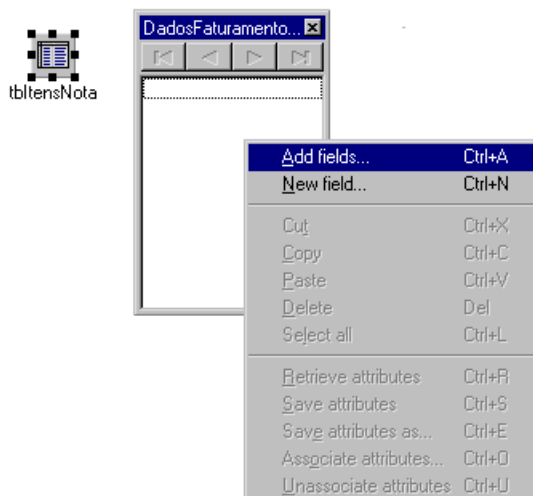 DadosFaturamento...
tbItensNota
Add fields... Ctrl+A
New field... Ctrl+N
Cut Ctrl+X
Copy Ctrl+C
Paste Ctrl+V
Delete Del
Select all Ctrl+L
Retrieve attributes Ctrl+R
Save attributes Ctrl+S
Save attributes as... Ctrl+E
Associate attributes... Ctrl+O
Unassociate attributes Ctrl+U